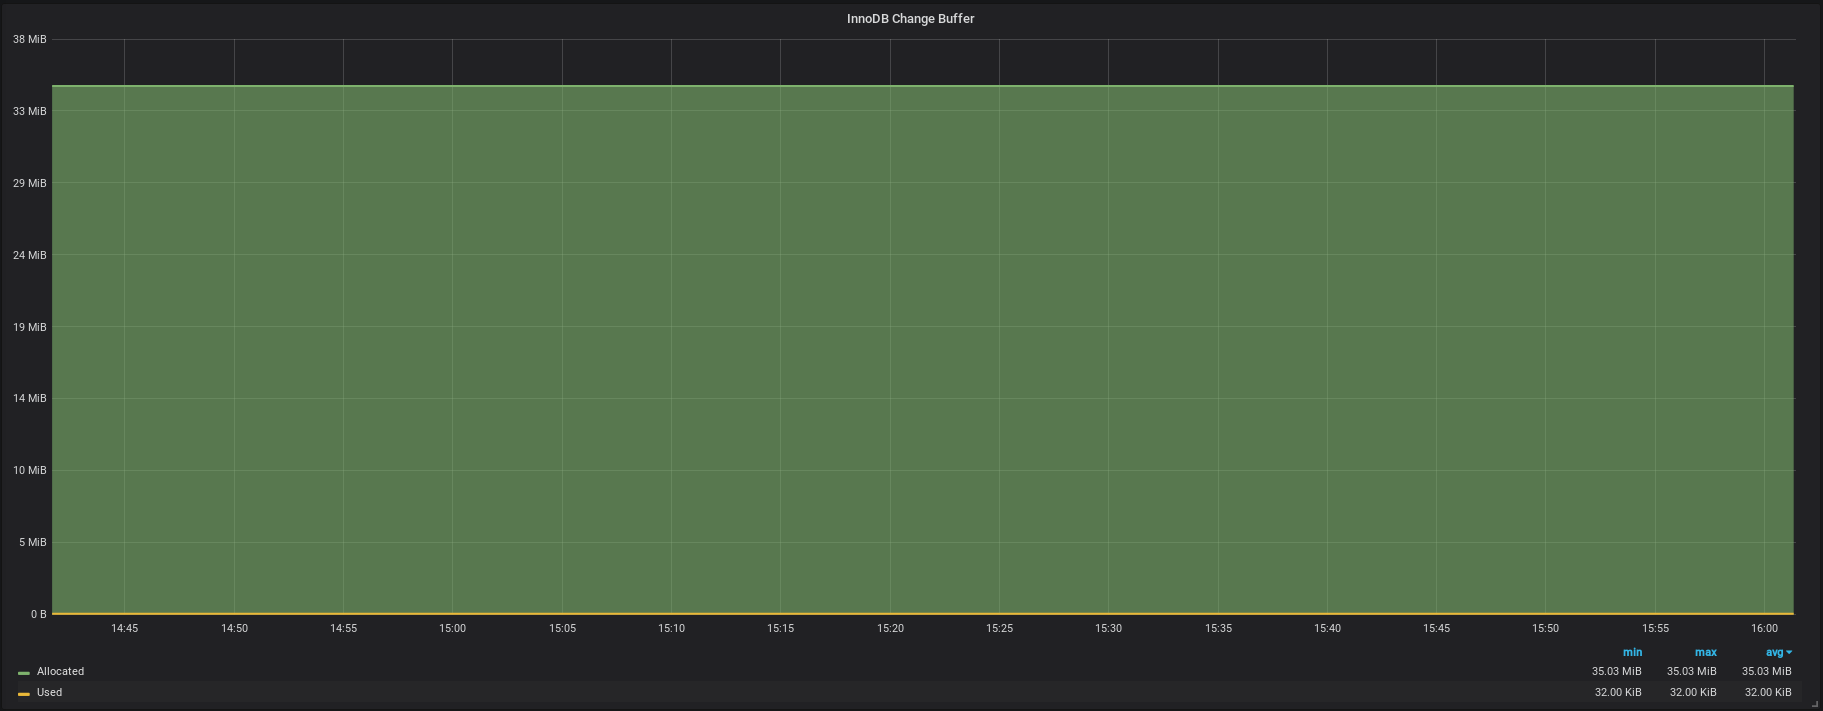 InnoDB Change Buffer
38 MiB
33 MiB
29 MiB
24 MiB
19 MiB
14 MiB
10 MiB
5 MiB
0 B
14:45 14:50 14:55 15:00 15:05 15:10 15:15 15:20 15:25 15:30 15:35 15:40 15:45 15:50 15:55 16:00
min max avg
Allocated 35.03 MiB 35.03 MiB 35.03 MiB
Used 32.00 KiB 32.00 KiB 32.00 KiB